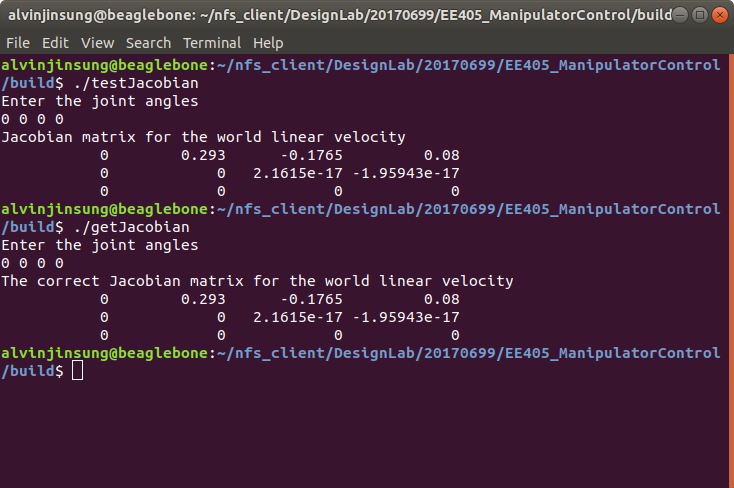 alvinjinsung@beaglebone: ~/nfs_client/DesignLab/20170699/EE405_ManipulatorControl/build
File Edit View Search Terminal Help
alvinjinsung@beaglebone:~/nfs_client/DesignLab/20170699/EE405_ManipulatorControl
/build$ ./testJacobian
Enter the joint angles
0 0 0 0
Jacobian matrix for the world linear velocity
0 0.293 -0.1765 0.08
0 0 2.1615e-17 -1.95943e-17
0 0 0 0
alvinjinsung@beaglebone:~/nfs_client/DesignLab/20170699/EE405_ManipulatorControl
/build$ ./getJacobian
Enter the joint angles
0 0 0 0
The correct Jacobian matrix for the world linear velocity
0 0.293 -0.1765 0.08
0 0 2.1615e-17 -1.95943e-17
0 0 0 0
alvinjinsung@beaglebone:~/nfs_client/DesignLab/20170699/EE405_ManipulatorControl
/build$